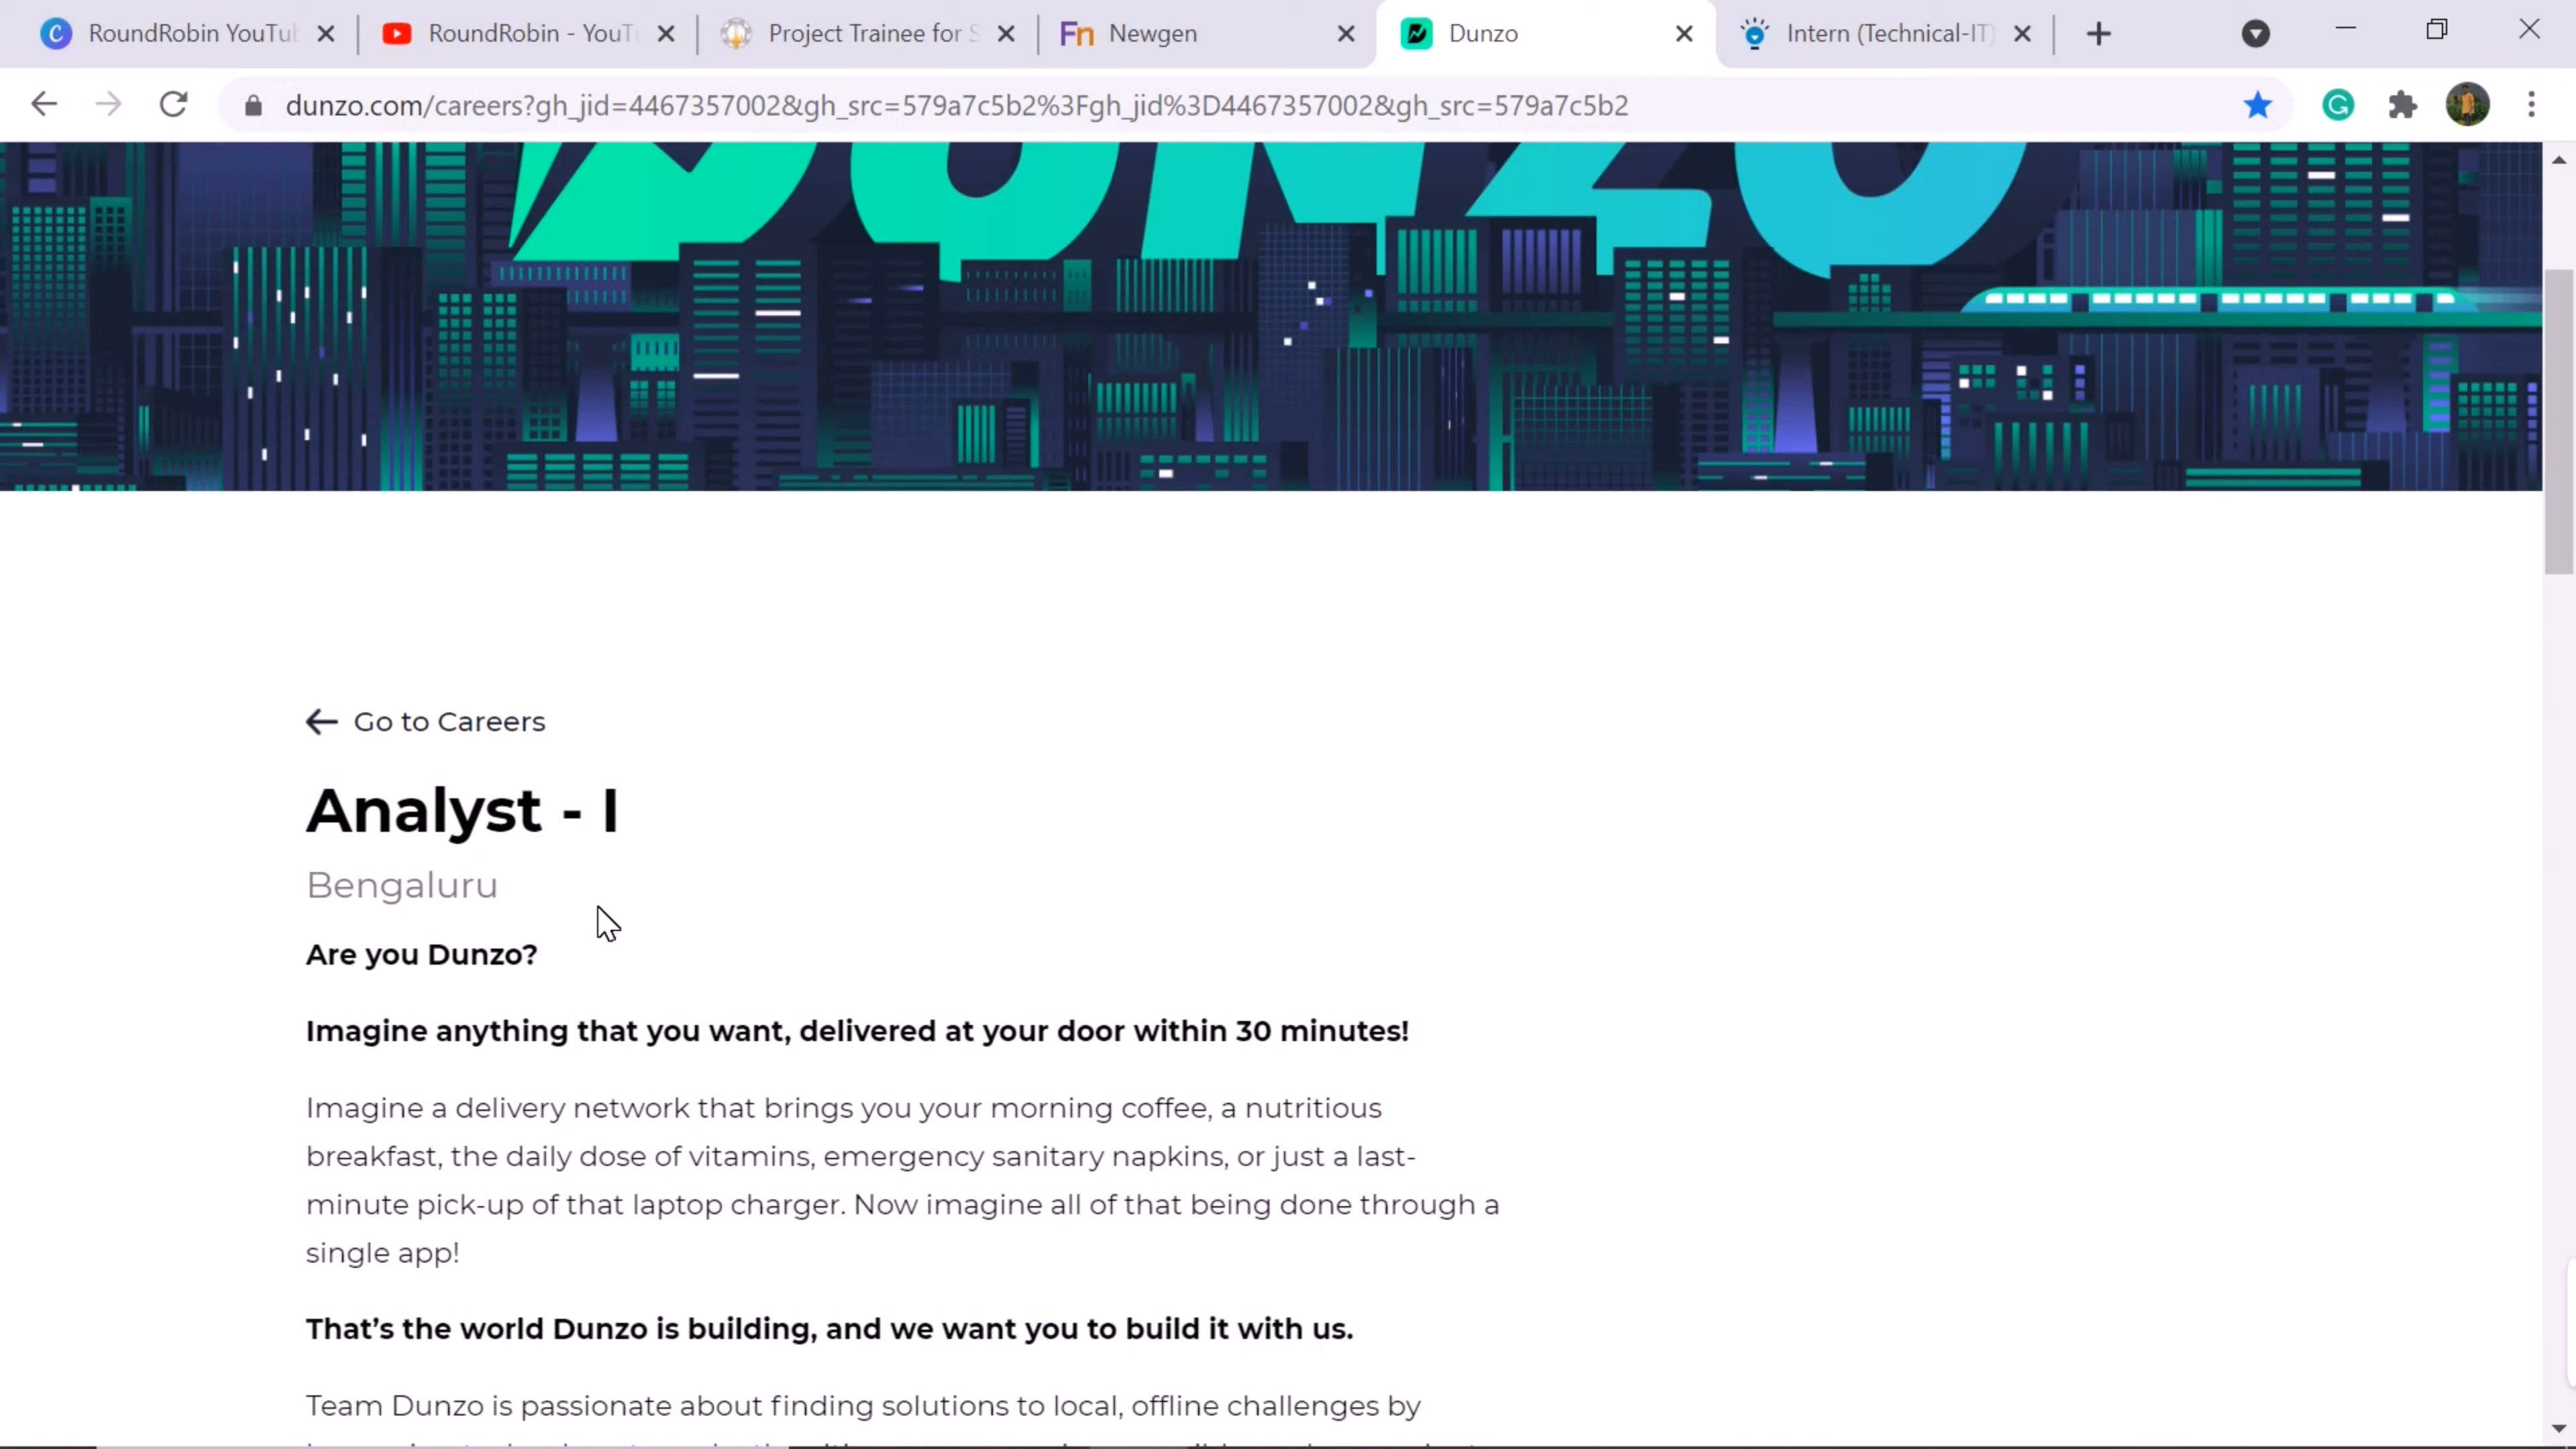 RoundRobin YouTub
RoundRobin - YouTu
Project Trainee for S
Fn Newgen
Dunzo
Intern (Technical-IT)
dunzo.com/careers?gh_jid=4467357002&gh_src=579a7c5b2%3Fgh_jid%3D4467357002&gh_src=579a7c5b2
DUNZO
Go to Careers
Analyst - I
Bengaluru
Are you Dunzo?
Imagine anything that you want, delivered at your door within 30 minutes!
Imagine a delivery network that brings you your morning coffee, a nutritious
breakfast, the daily dose of vitamins, emergency sanitary napkins, or just a last-
minute pick-up of that laptop charger. Now imagine all of that being done through a
single app!
That’s the world Dunzo is building, and we want you to build it with us.
Team Dunzo is passionate about finding solutions to local, offline challenges by